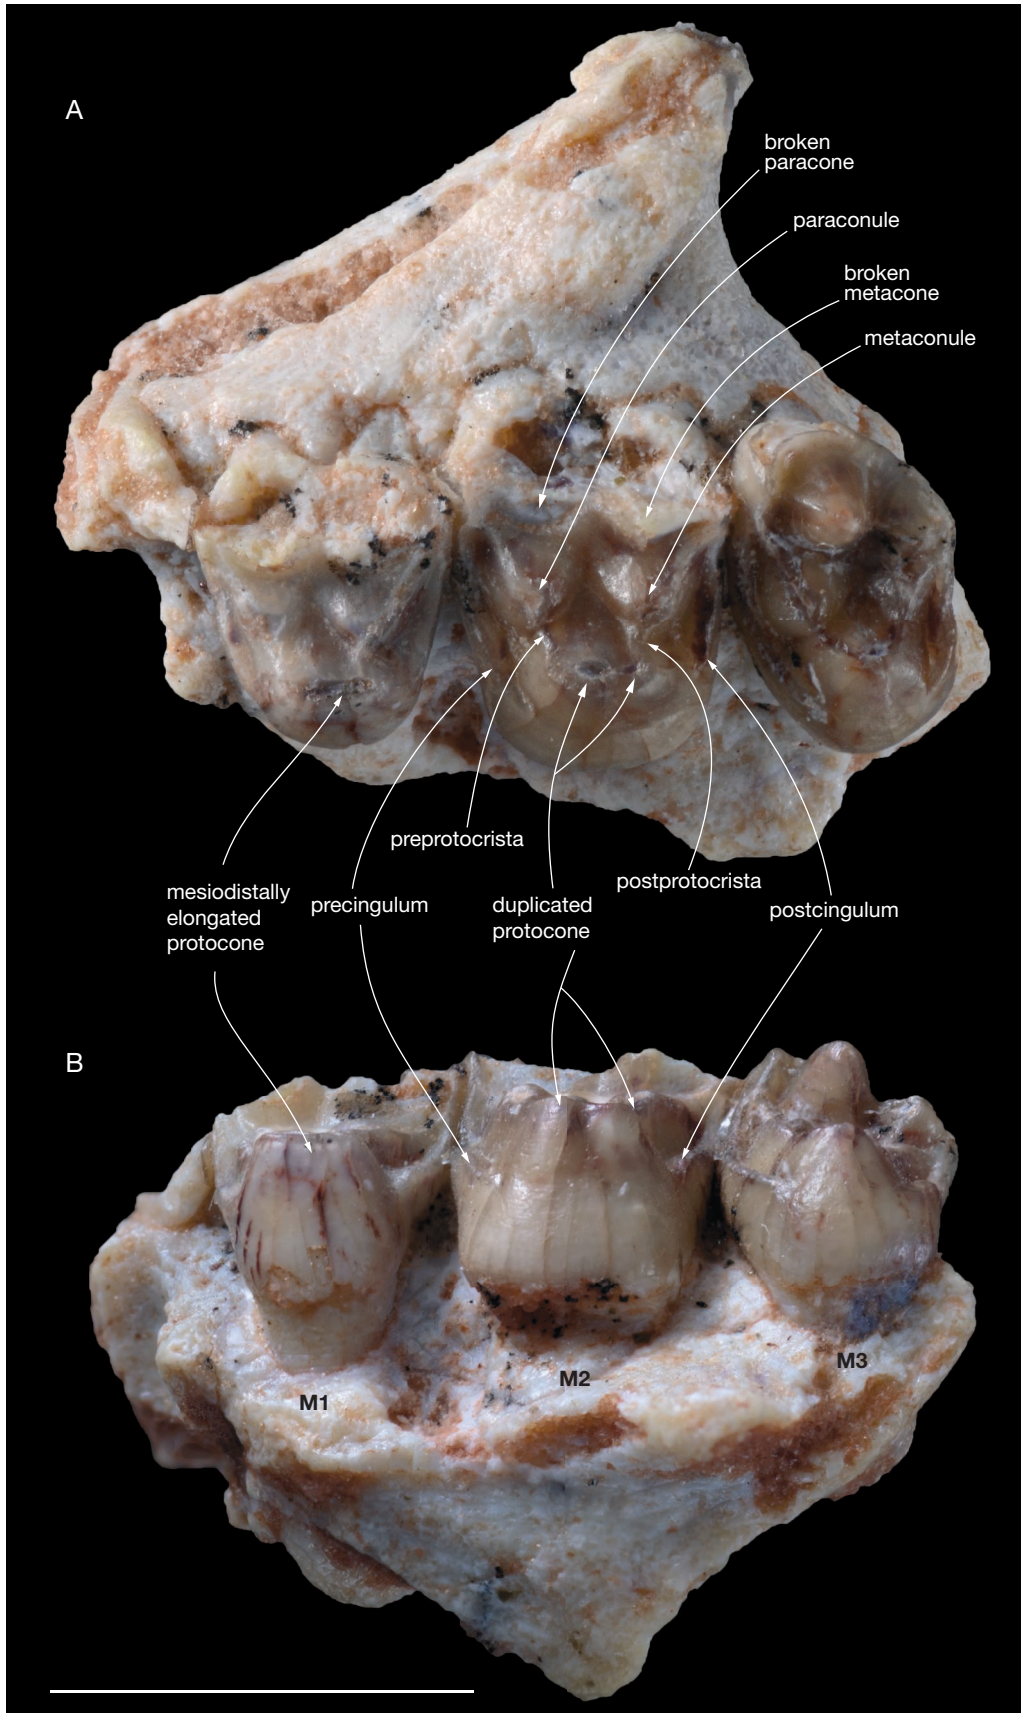 A
broken
paracone
paraconule
broken
metacone
metaconule
preprotocrista
mesiodistally
elongated
protocone
precingulum
duplicated
protocone
postprotocrista
postcingulum
B
M1
M2
M3